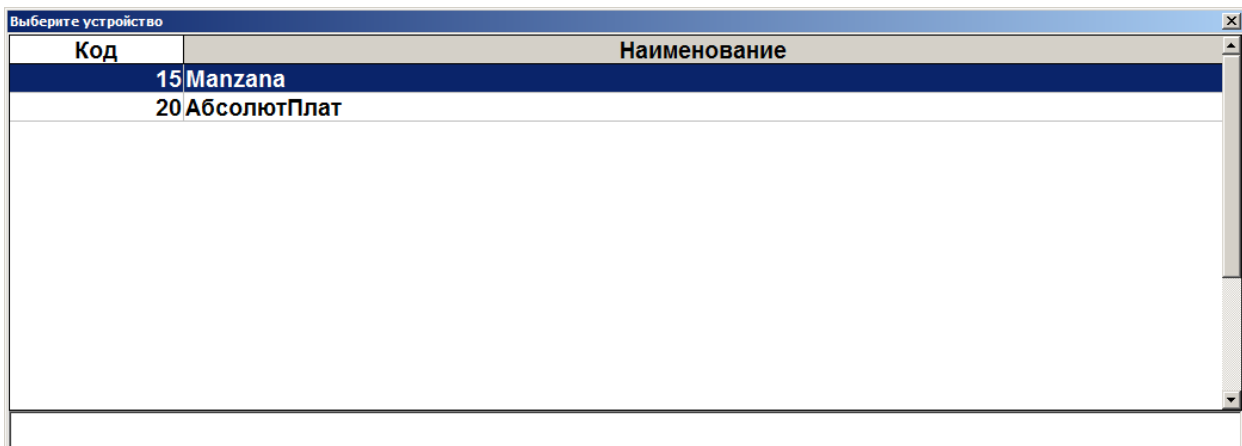 Выберите устройство
Код Наименование
15 Manzana
20 АбсолютПлат